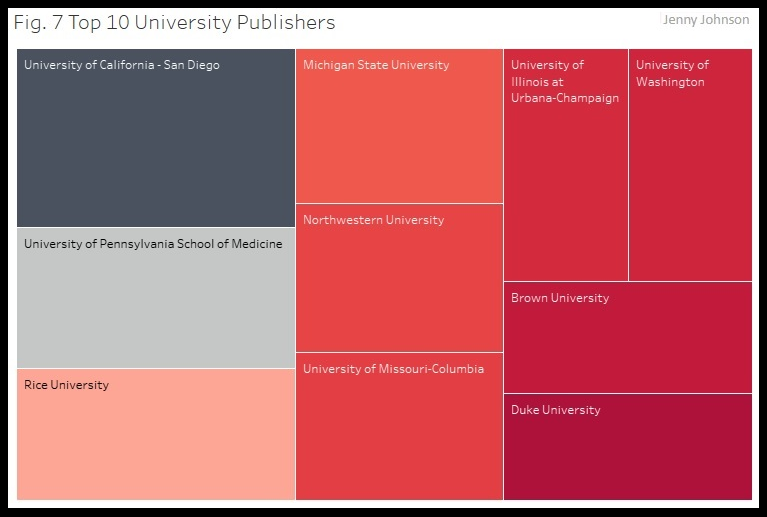 Fig. 7 Top 10 University Publishers
Jenny Johnson
University of California - San Diego
University of Pennsylvania School of Medicine
Rice University
Michigan State University
Northwestern University
University of Missouri-Columbia
University of
Illinois at
Urbana-Champaign
University of
Washington
Brown University
Duke University